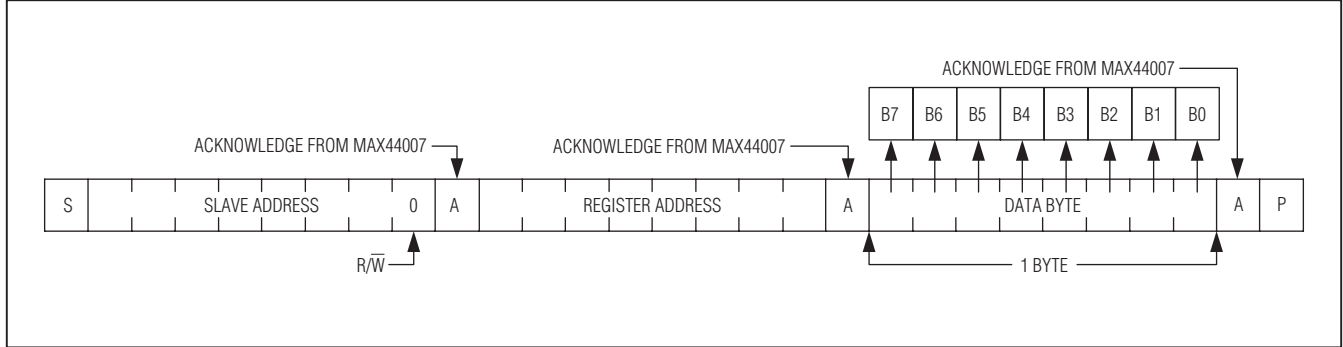 ACKNOWLEDGE FROM MAX44007
B7 B6 B5 B4 B3 B2 B1 B0
ACKNOWLEDGE FROM MAX44007 ACKNOWLEDGE FROM MAX44007
S SLAVE ADDRESS 0 A REGISTER ADDRESS A DATA BYTE A P
R/W̅ 1 BYTE